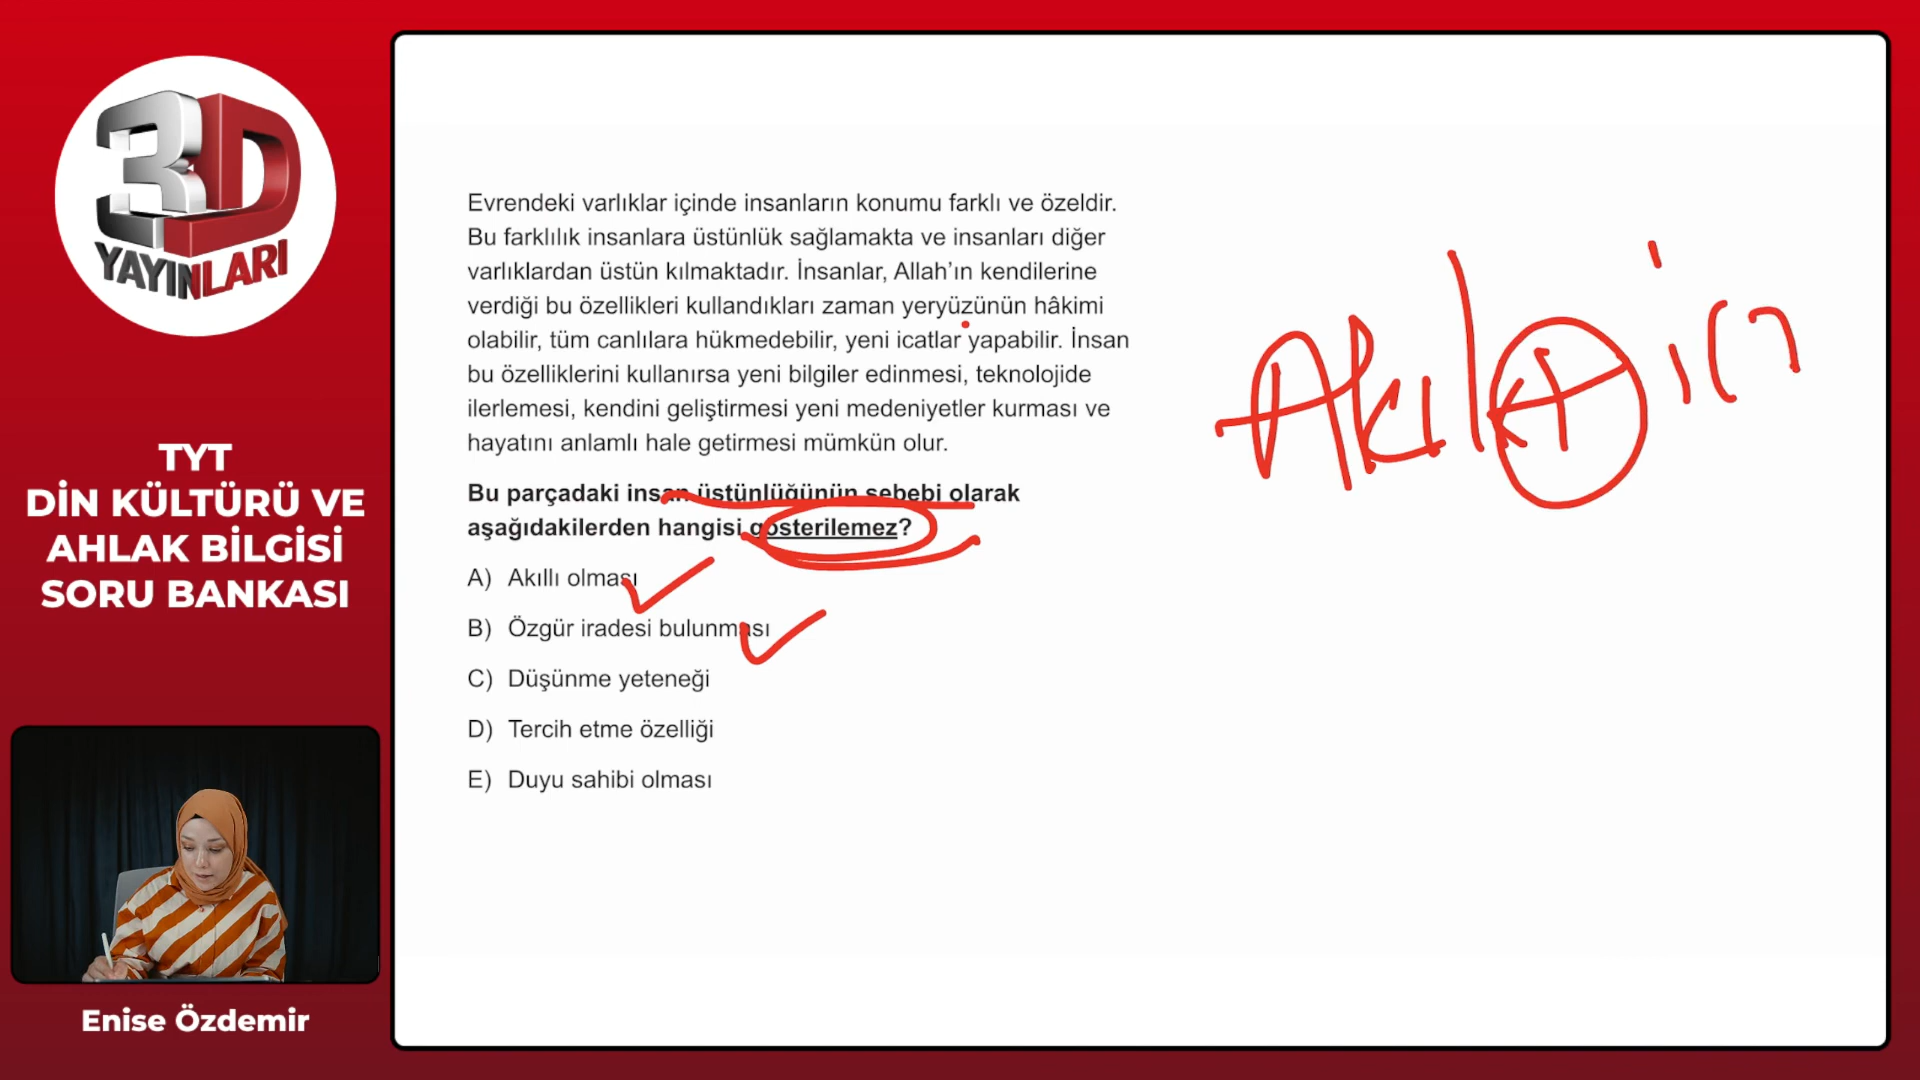 3D
YAYINLARI
TYT
DİN KÜLTÜRÜ VE
AHLAK BİLGİSİ
SORU BANKASI
Enise Özdemir
Evrendeki varlıklar içinde insanların konumu farklı ve özeldir.
Bu farklılık insanlara üstünlük sağlamakta ve insanları diğer
varlıklardan üstün kılmaktadır. İnsanlar, Allah’ın kendilerine
verdiği bu özellikleri kullandıkları zaman yeryüzünün hâkimi
olabilir, tüm canlılara hükmedebilir, yeni icatlar yapabilir. İnsan
bu özelliklerini kullanırsa yeni bilgiler edinmesi, teknolojide
ilerlemesi, kendini geliştirmesi yeni medeniyetler kurması ve
hayatını anlamlı hale getirmesi mümkün olur.
Bu parçadaki insan üstünlüğünün sebebi olarak
aşağıdakilerden hangisi gösterilemez?
A) Akıllı olması
B) Özgür iradesi bulunması
C) Düşünme yeteneği
D) Tercih etme özelliği
E) Duyu sahibi olması
Akıl +